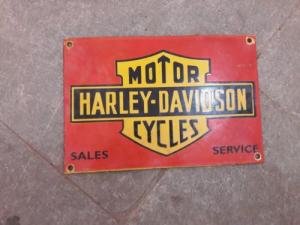 MOTOR
HARLEY-DAVIDSON
CYCLES
SALES SERVICE